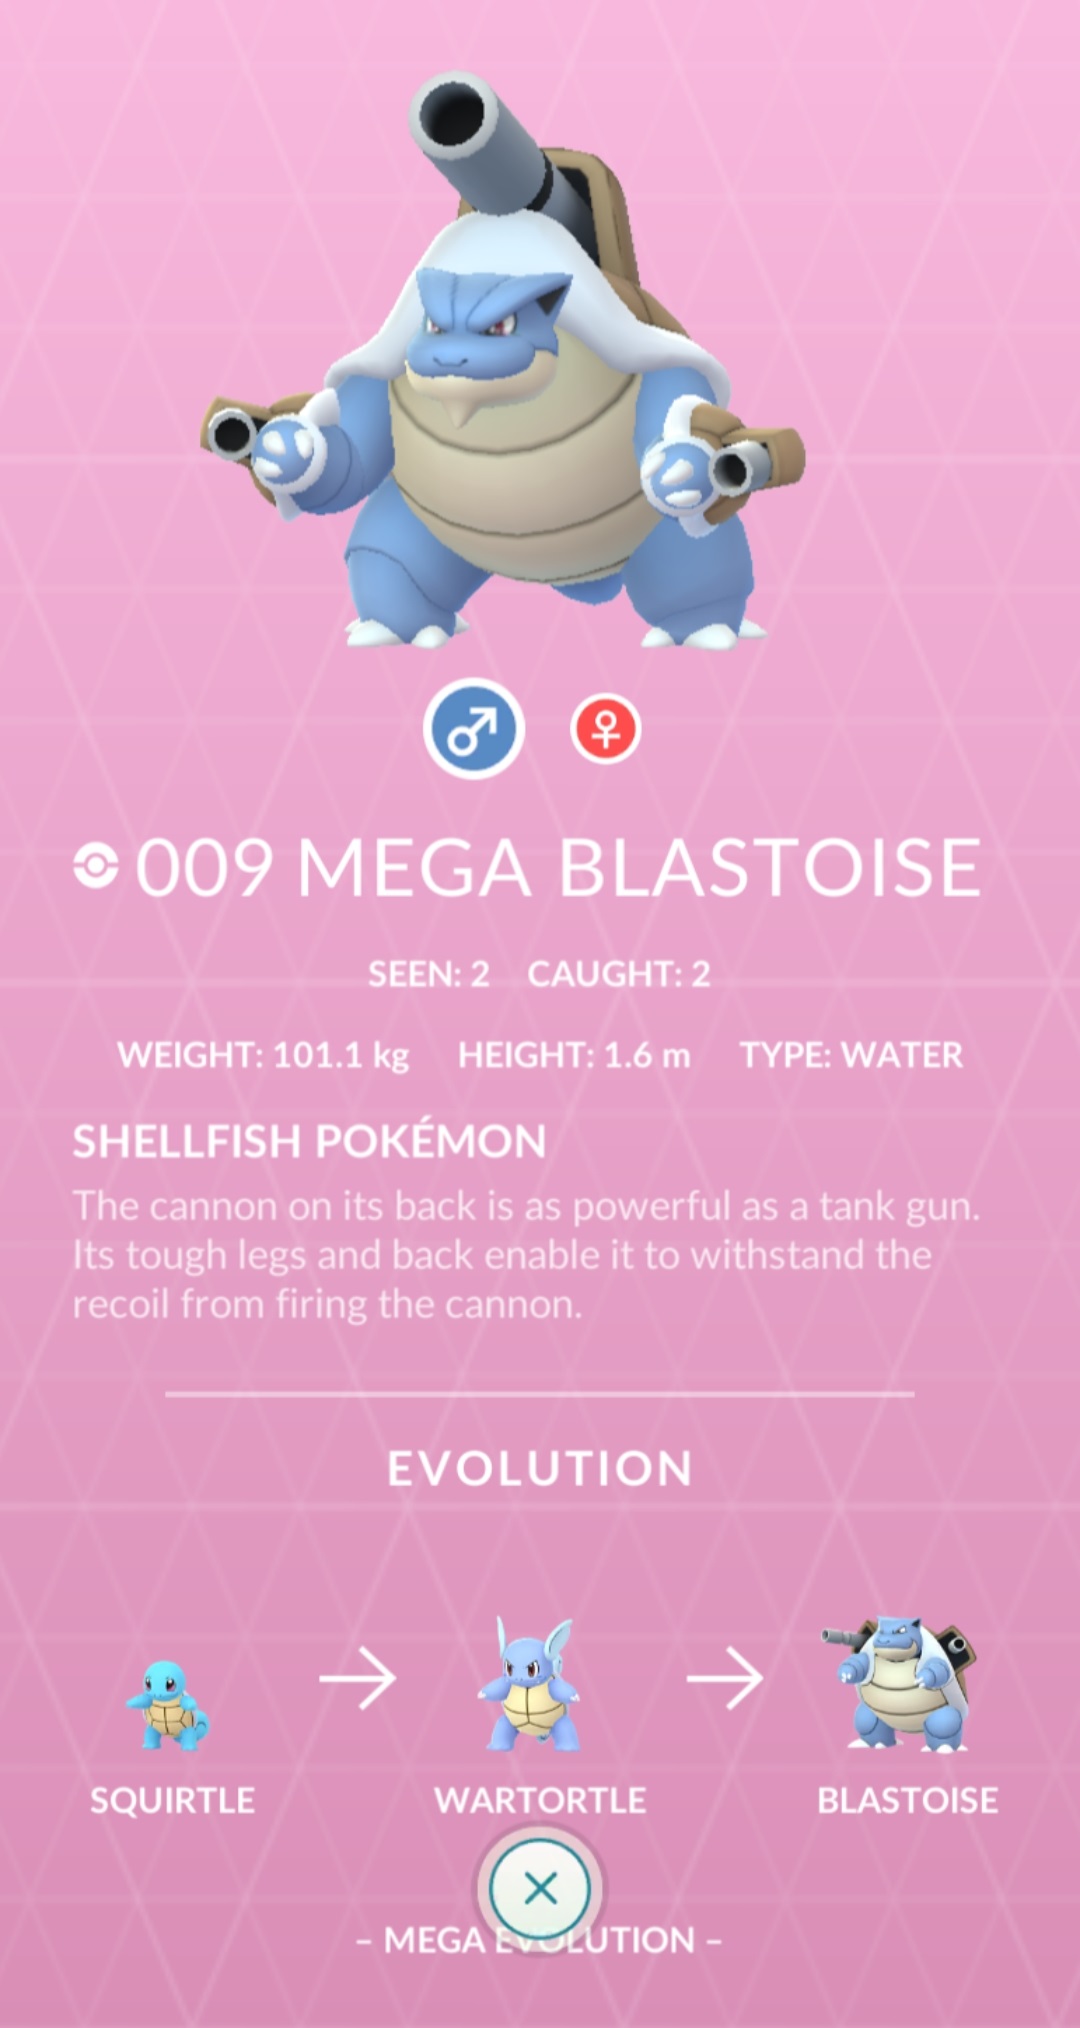 009 MEGA BLASTOISE
SEEN: 2 CAUGHT: 2
WEIGHT: 101.1 kg HEIGHT: 1.6 m TYPE: WATER
SHELLFISH POKÉMON
The cannon on its back is as powerful as a tank gun.
Its tough legs and back enable it to withstand the
recoil from firing the cannon.
EVOLUTION
SQUIRTLE WARTORTLE BLASTOISE
– MEGA EVOLUTION –